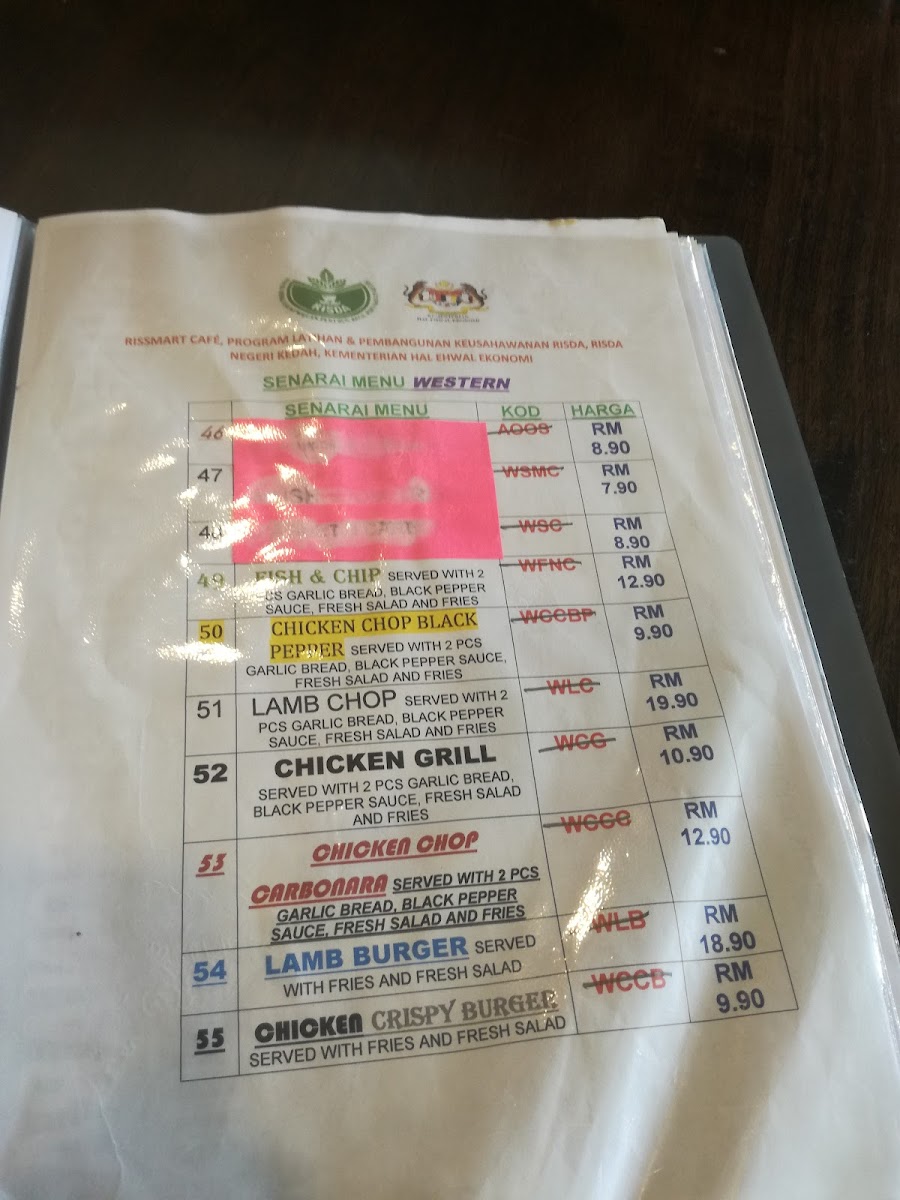 RISDA
RISSMART CAFÉ, PROGRAM LATIHAN & PEMBANGUNAN KEUSAHAWANAN RISDA, RISDA
NEGERI KEDAH, KEMENTERIAN HAL EHWAL EKONOMI
SENARAI MENU WESTERN
SENARAI MENU KOD HARGA
46 AOOS RM
8.90
47 WSMC RM
7.90
48 WSC RM
8.90
49 FISH & CHIP SERVED WITH 2 WFNC RM
GARLIC BREAD, BLACK PEPPER 12.90
SAUCE, FRESH SALAD AND FRIES
50 CHICKEN CHOP BLACK WCCBP RM
PEPPER SERVED WITH 2 PCS 9.90
GARLIC BREAD, BLACK PEPPER SAUCE,
FRESH SALAD AND FRIES
51 LAMB CHOP SERVED WITH 2 WLC RM
PCS GARLIC BREAD, BLACK PEPPER 19.90
SAUCE, FRESH SALAD AND FRIES
52 CHICKEN GRILL WCG RM
SERVED WITH 2 PCS GARLIC BREAD, 10.90
BLACK PEPPER SAUCE, FRESH SALAD
AND FRIES
53 CHICKEN CHOP WCCC RM
CARBONARA SERVED WITH 2 PCS 12.90
GARLIC BREAD, BLACK PEPPER
SAUCE, FRESH SALAD AND FRIES
54 LAMB BURGER SERVED WLB RM
WITH FRIES AND FRESH SALAD 18.90
55 CHICKEN CRISPY BURGER WCCB RM
SERVED WITH FRIES AND FRESH SALAD 9.90